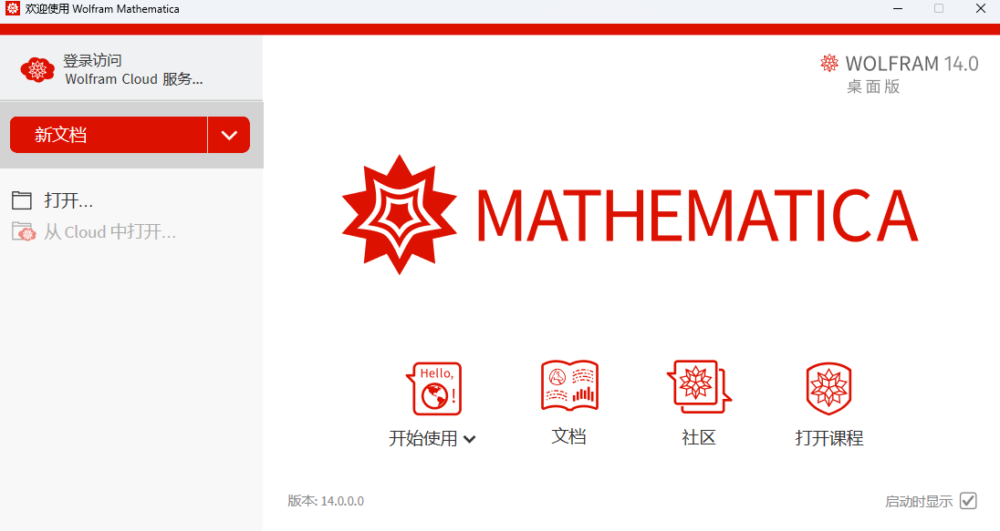 欢迎使用 Wolfram Mathematica
登录访问
Wolfram Cloud 服务...
新文档
打开...
从 Cloud 中打开...
WOLFRAM 14.0
桌面版
MATHEMATICA
Hello,
!
开始使用
文档
社区
打开课程
版本: 14.0.0.0
启动时显示